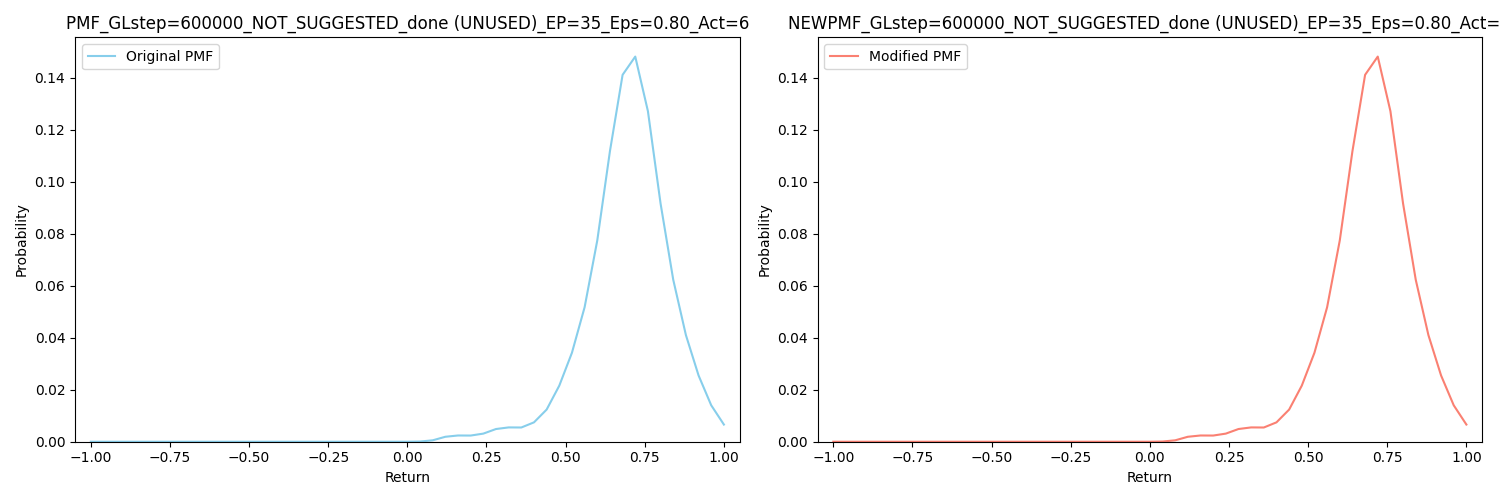 PMF_GLstep=600000_NOT_SUGGESTED_done (UNUSED)_EP=35_Eps=0.80_Act=6
Original PMF
Probability
0.14
0.12
0.10
0.08
0.06
0.04
0.02
0.00
−1.00 −0.75 −0.50 −0.25 0.00 0.25 0.50 0.75 1.00
Return
NEWPMF_GLstep=600000_NOT_SUGGESTED_done (UNUSED)_EP=35_Eps=0.80_Act=
Modified PMF
Probability
0.14
0.12
0.10
0.08
0.06
0.04
0.02
0.00
−1.00 −0.75 −0.50 −0.25 0.00 0.25 0.50 0.75 1.00
Return